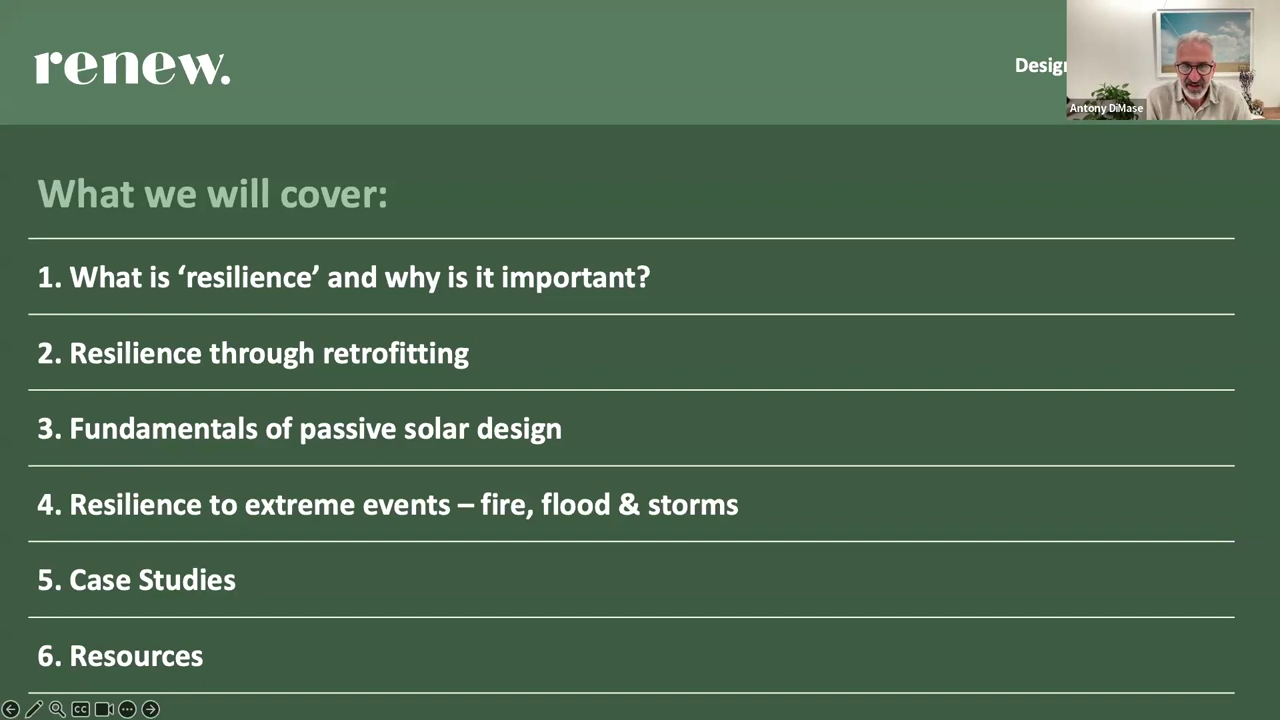 renew.
Design
Antony DiMase
What we will cover:
1. What is ‘resilience’ and why is it important?
2. Resilience through retrofitting
3. Fundamentals of passive solar design
4. Resilience to extreme events – fire, flood & storms
5. Case Studies
6. Resources
CC